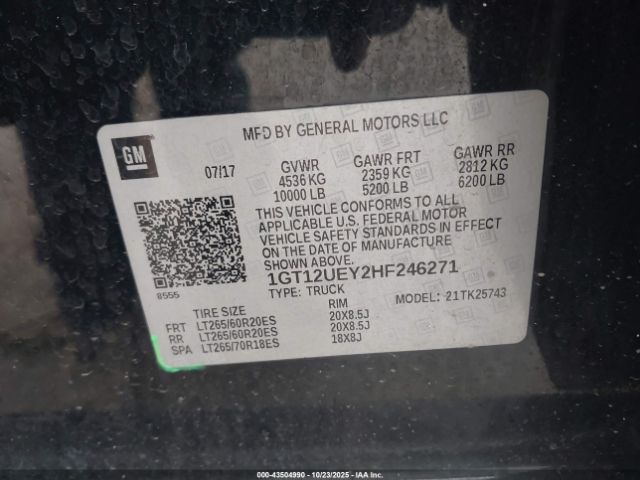 GM
MFD BY GENERAL MOTORS LLC
07/17 GVWR GAWR FRT GAWR RR
4536 KG 2359 KG 2812 KG
10000 LB 5200 LB 6200 LB
THIS VEHICLE CONFORMS TO ALL
APPLICABLE U.S. FEDERAL MOTOR
VEHICLE SAFETY STANDARDS IN EFFECT
ON THE DATE OF MANUFACTURE
SHOWN ABOVE.
8555
1GT12UEY2HF246271
TYPE: TRUCK MODEL: 21TK25743
TIRE SIZE RIM
FRT LT265/60R20ES 20X8.5J
RR LT265/60R20ES 20X8.5J
SPA LT265/70R18ES 18X8J
000-43504990 10/23/2025 IAAHDC